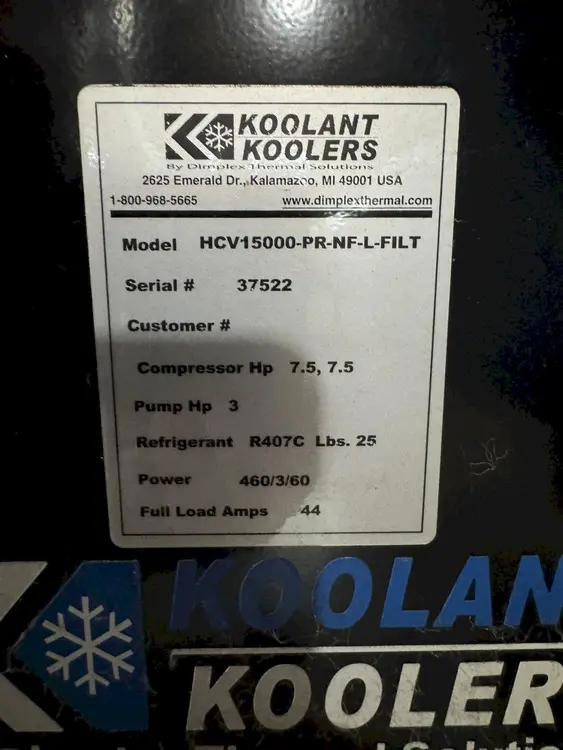 KOOLANT
KOOLERS
By Dimplex Thermal Solutions
2625 Emerald Dr., Kalamazoo, MI 49001 USA
1-800-968-5665 www.dimplexthermal.com
Model HCV15000-PR-NF-L-FILT
Serial # 37522
Customer #
Compressor Hp 7.5, 7.5
Pump Hp 3
Refrigerant R407C Lbs. 25
Power 460/3/60
Full Load Amps 44
KOOLAN
KOOLER
Thermal Solutio